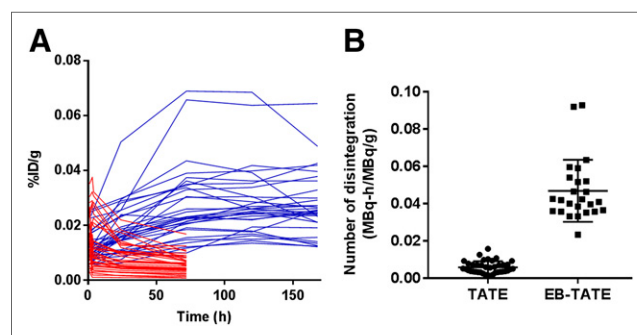 A
%ID/g
0.08
0.06
0.04
0.02
0.00
0
50
100
150
Time (h)
B
Number of disintegration
(MBq-h/MBq/g)
0.10
0.08
0.06
0.04
0.02
0.00
TATE
EB-TATE